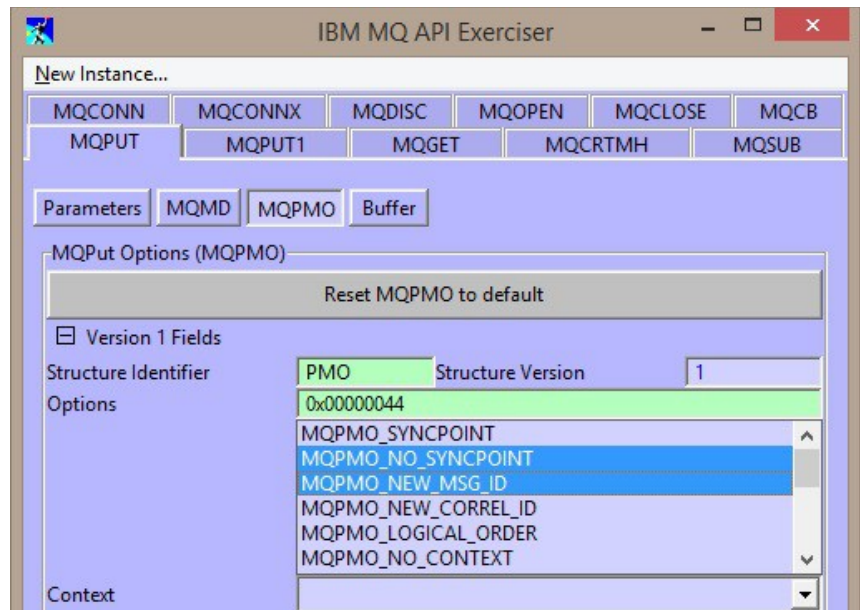 IBM MQ API Exerciser
New Instance...
MQCONN MQCONNX MQDISC MQOPEN MQCLOSE MQCB
MQPUT MQPUT1 MQGET MQCRTMH MQSUB
Parameters MQMD MQPMO Buffer
MQPut Options (MQPMO)
Reset MQPMO to default
Version 1 Fields
Structure Identifier PMO Structure Version 1
Options 0x00000044
MQPMO_SYNCPOINT
MQPMO_NO_SYNCPOINT
MQPMO_NEW_MSG_ID
MQPMO_NEW_CORREL_ID
MQPMO_LOGICAL_ORDER
MQPMO_NO_CONTEXT
Context